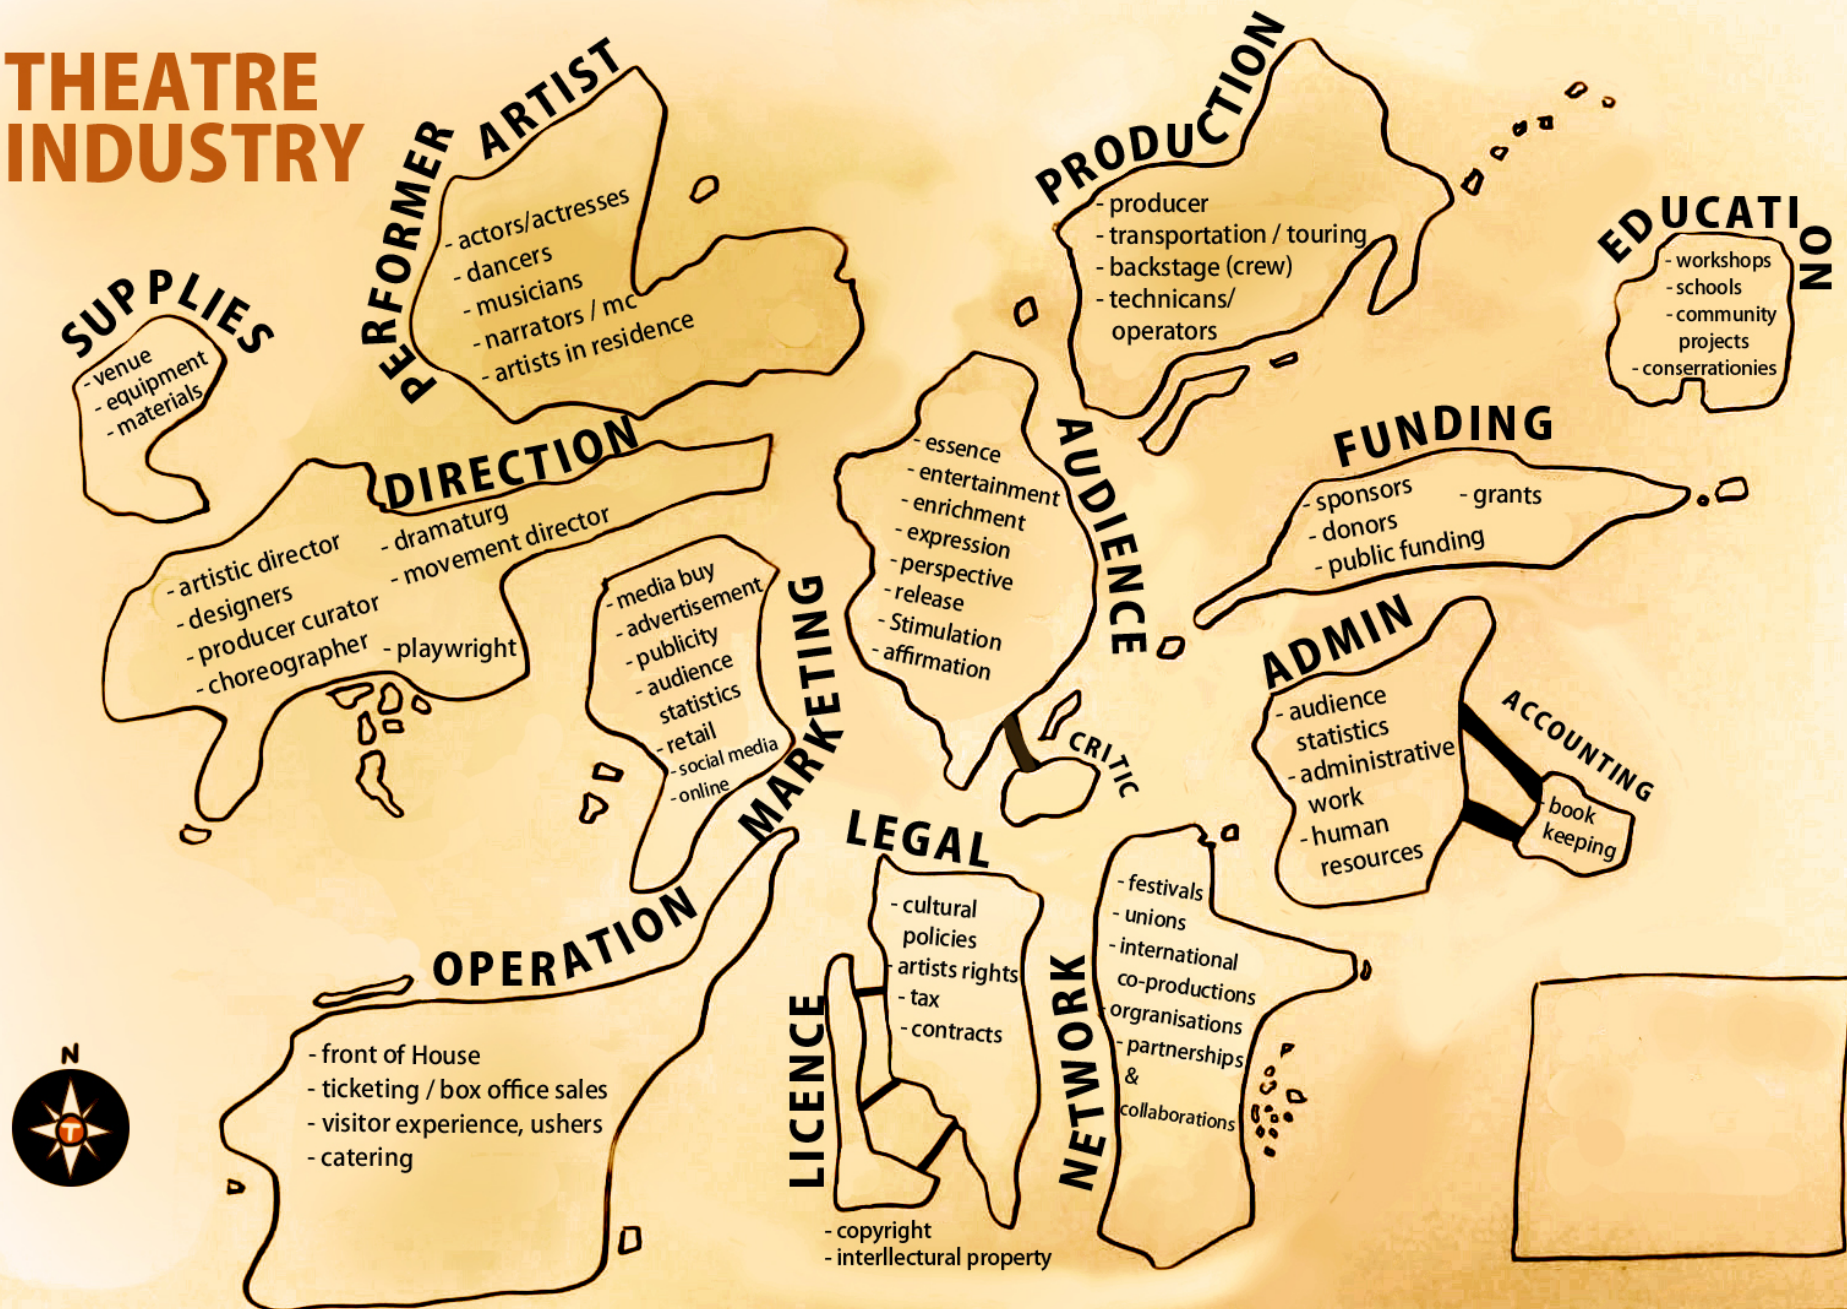 THEATRE
INDUSTRY
PERFORMER ARTIST
- actors/actresses
- dancers
- musicians
- narrators / mc
- artists in residence
PRODUCTION
- producer
- transportation / touring
- backstage (crew)
- technicans/
operators
EDUCATION
- workshops
- schools
- community
projects
- conserrationies
SUPPLIES
- venue
- equipment
- materials
DIRECTION
- artistic director
- designers
- producer curator
- choreographer
- dramaturg
- movement director
- playwright
AUDIENCE
- essence
- entertainment
- enrichment
- expression
- perspective
- release
- Stimulation
- affirmation
CRITIC
FUNDING
- sponsors
- donors
- public funding
- grants
MARKETING
- media buy
- advertisement
- publicity
- audience
statistics
- retail
- social media
- online
ADMIN
- audience
statistics
- administrative
work
- human
resources
ACCOUNTING
- book
keeping
OPERATION
- front of House
- ticketing / box office sales
- visitor experience, ushers
- catering
LEGAL
- cultural
policies
- artists rights
- tax
- contracts
LICENCE
- copyright
- interllectural property
NETWORK
- festivals
- unions
- international
co-productions
- orgranisations
- partnerships
&
collaborations
N
T